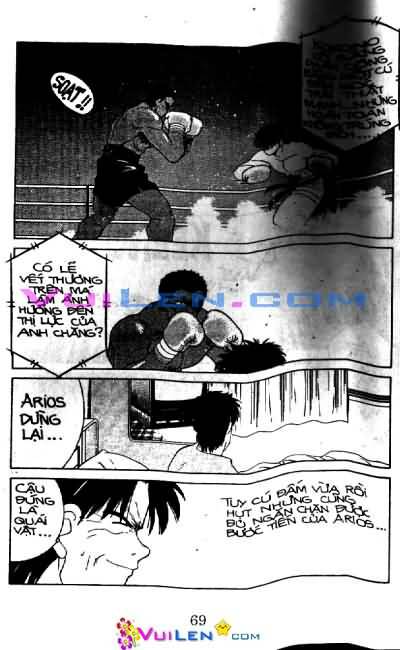 SOẠT!!
CÓ LẼ
VẾT THƯƠNG
TRÊN MÁ
LÀM ẢNH
HƯỞNG ĐẾN
THỊ LỰC CỦA
ANH CHÀNG?
VUILEN.COM
ARIOS
DỪNG
LẠI...
CẬU
ĐÚNG
LÀ
QUÁI
VẬT...
TUY CÚ ĐẤM VỪA RỒI
HỤT NHƯNG CŨNG
ĐỦ NGĂN CHẶN ĐƯỢC
BƯỚC TIẾN CỦA ARIOS...
69
VUILEN.COM